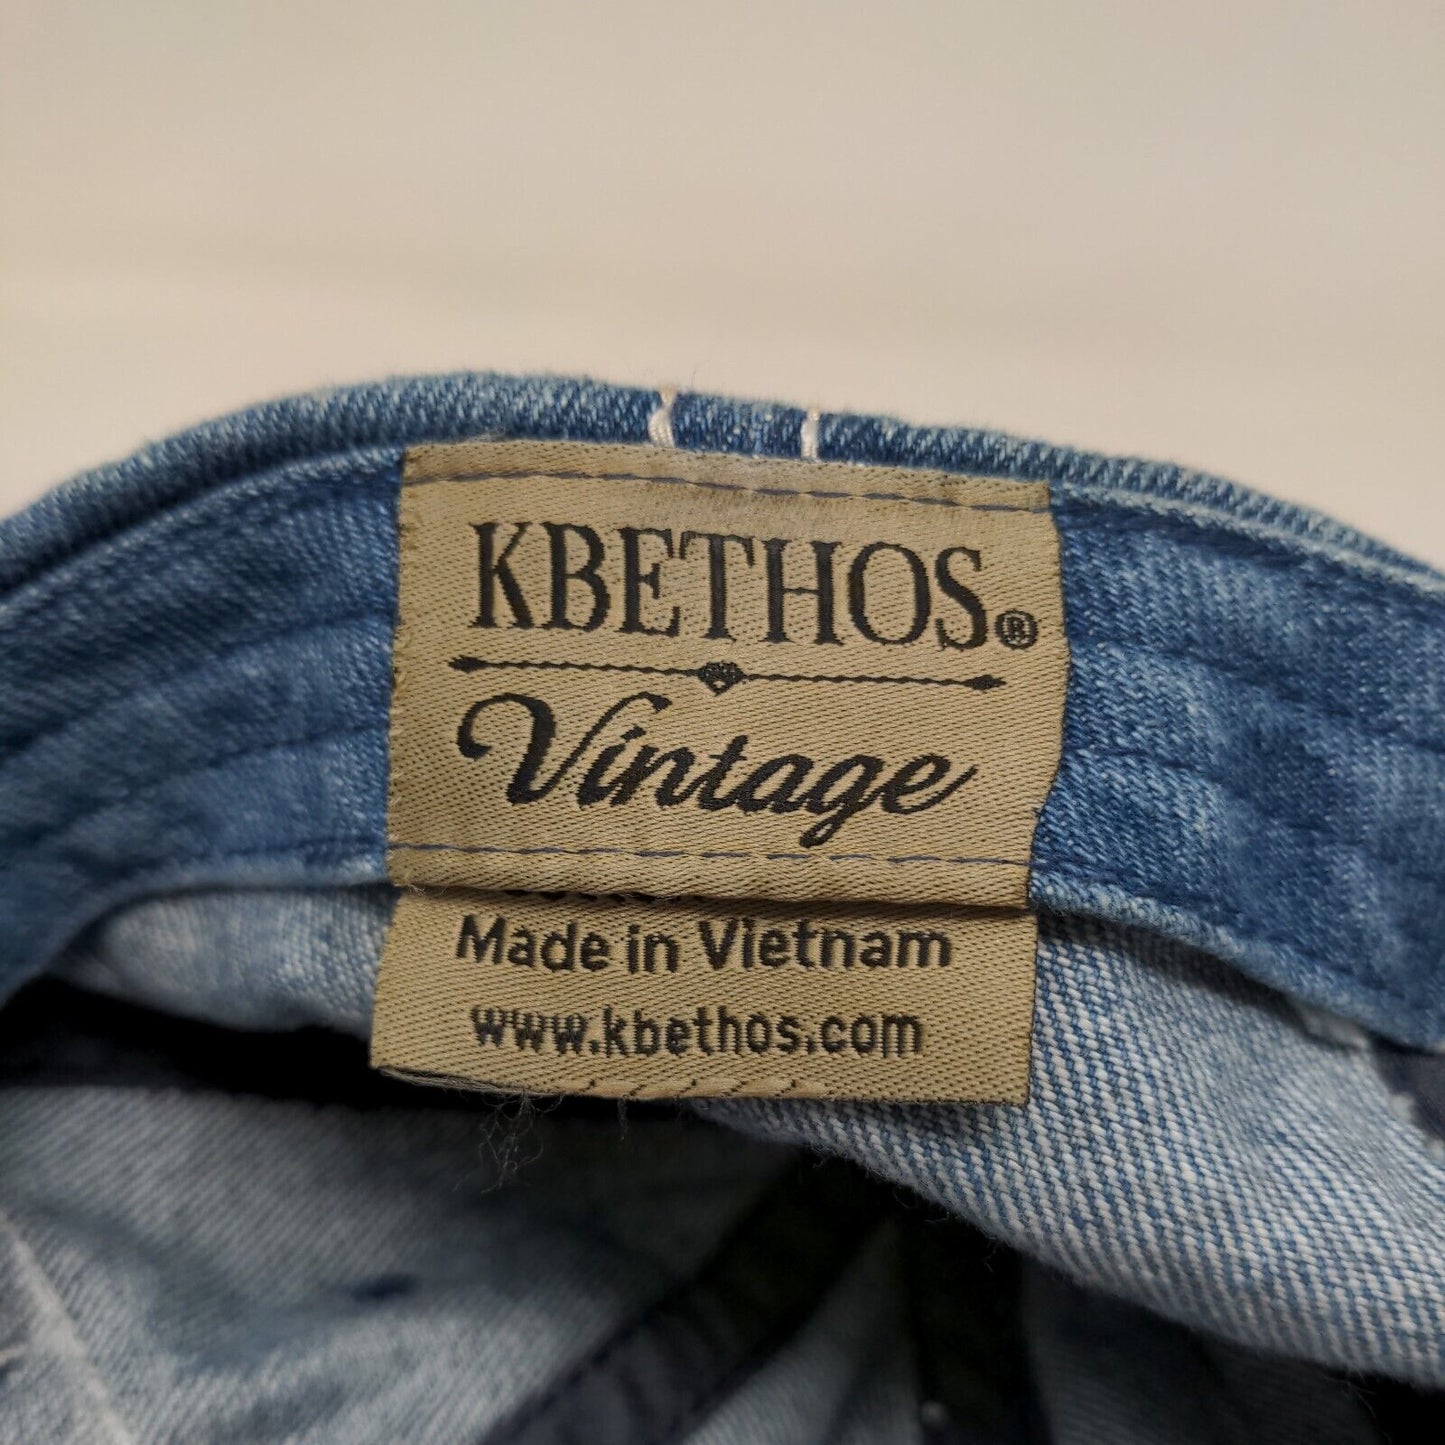 KBETHOS®
Vintage
Made in Vietnam
www.kbethos.com